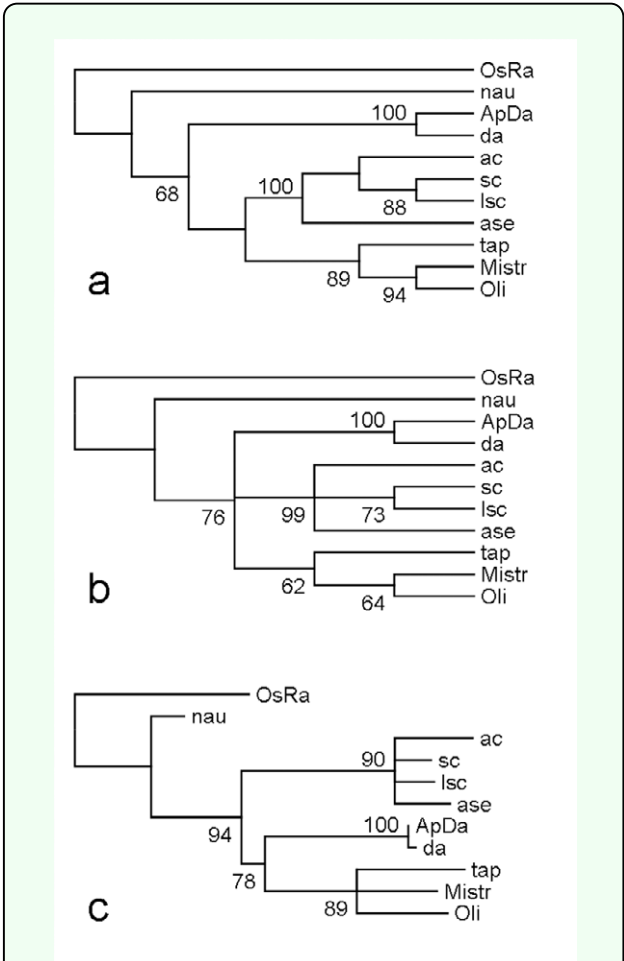 OsRa
nau
100
ApDa
da
68
100
ac
sc
88
lsc
ase
tap
89
Mistr
94
Oli
a
OsRa
nau
100
ApDa
da
ac
76
99
sc
73
lsc
ase
tap
62
Mistr
64
Oli
b
OsRa
nau
ac
90
sc
lsc
ase
94
100
ApDa
da
78
tap
89
Mistr
Oli
c